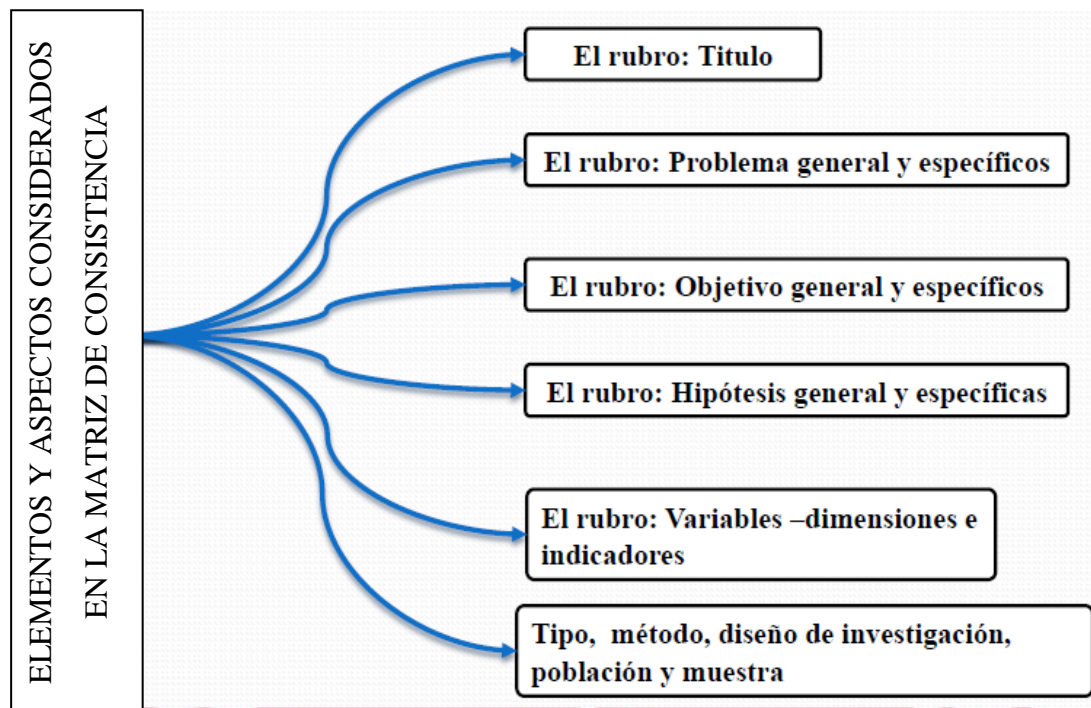 ELEMENTOS Y ASPECTOS CONSIDERADOS
EN LA MATRIZ DE CONSISTENCIA
El rubro: Titulo
El rubro: Problema general y específicos
El rubro: Objetivo general y específicos
El rubro: Hipótesis general y específicas
El rubro: Variables –dimensiones e
indicadores
Tipo, método, diseño de investigación,
población y muestra